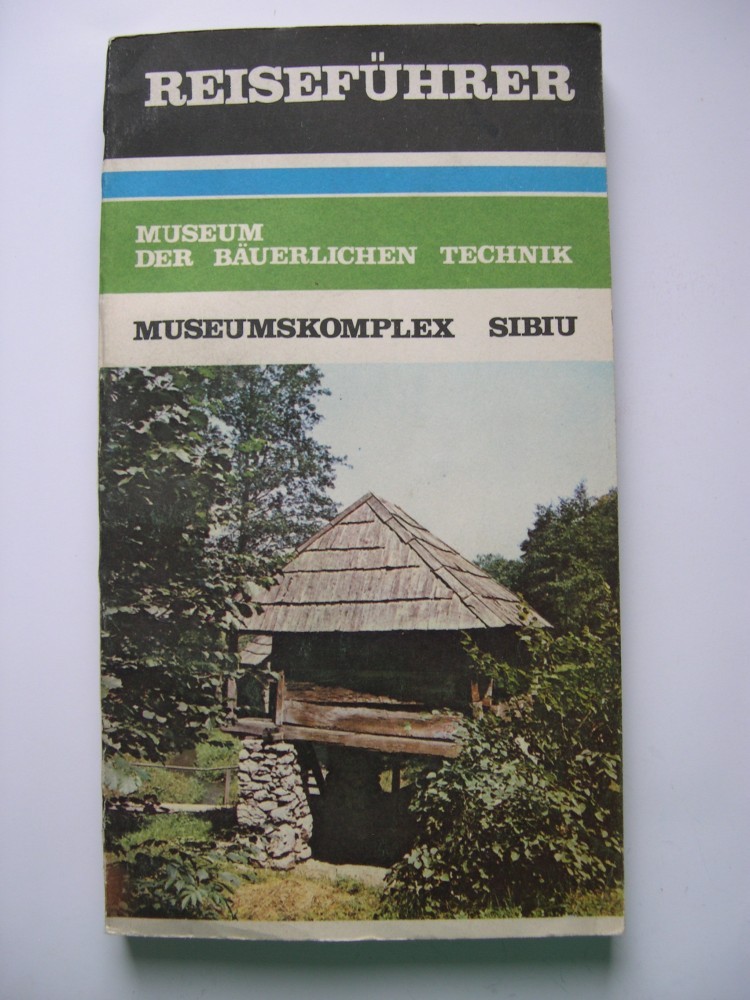 REISEFÜHRER
MUSEUM
DER BÄUERLICHEN TECHNIK
MUSEUMSKOMPLEX SIBIU